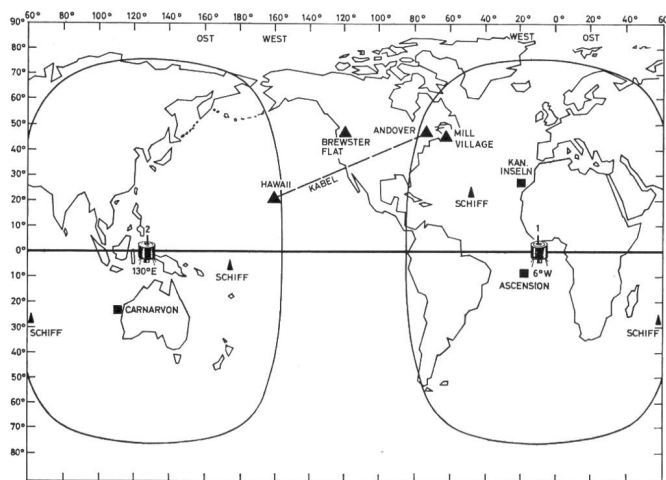 60 80 100 120 140 160 180 160 140 -120 100 80 60 40 20 0° 20 40 60
OST WEST WEST OST
90°
80°
70°
60°
50°
40°
30°
20°
10°
0°
10°
20°
30°
40°
50°
60°
70°
80°
BREWSTER
FLAT
ANDOVER
MILL
VILLAGE
KABEL
HAWAII
KAN.
INSELN
SCHIFF
2
130°E
1
6°W
SCHIFF
ASCENSION
CARNARVON
SCHIFF
SCHIFF